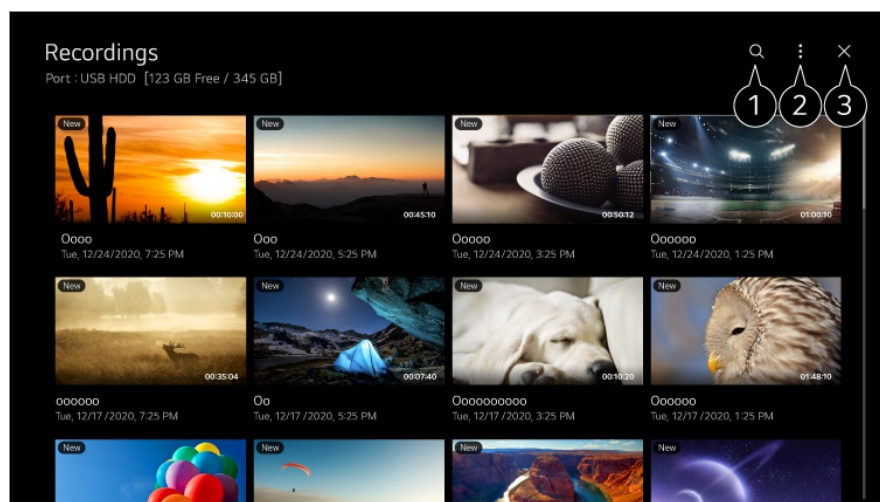 Recordings
Port : USB HDD [123 GB Free / 345 GB]
1 2 3
New New New New
00:10:00 00:45:10 00:50:12 01:00:10
Oooo Ooo Ooooo Oooooo
Tue, 12/24/2020, 7:25 PM Tue, 12/24/2020, 5:25 PM Tue, 12/24/2020, 3:25 PM Tue, 12/24/2020, 1:25 PM
New New New New
00:35:04 00:07:40 00:10:20 01:48:10
oooooo Oo Oooooooooo Oooooo
Tue, 12/17/2020, 7:25 PM Tue, 12/17/2020, 5:25 PM Tue, 12/17/2020, 3:25 PM Tue, 12/17/2020, 1:25 PM
New New New New